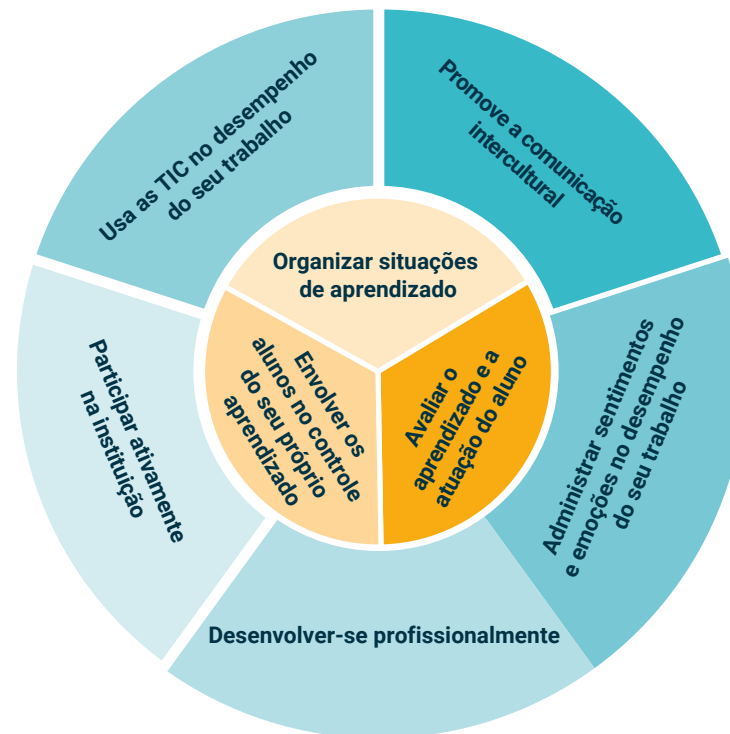 Usa as TIC no desempenho
do seu trabalho
Promove a comunicação
intercultural
Organizar situações
de aprendizado
Envolver os
alunos no controle
do seu próprio
aprendizado
Avaliar o
aprendizado e a
atuação do aluno
Participar ativamente
na instituição
Administrar sentimentos
e emoções no desempenho
do seu trabalho
Desenvolver-se profissionalmente